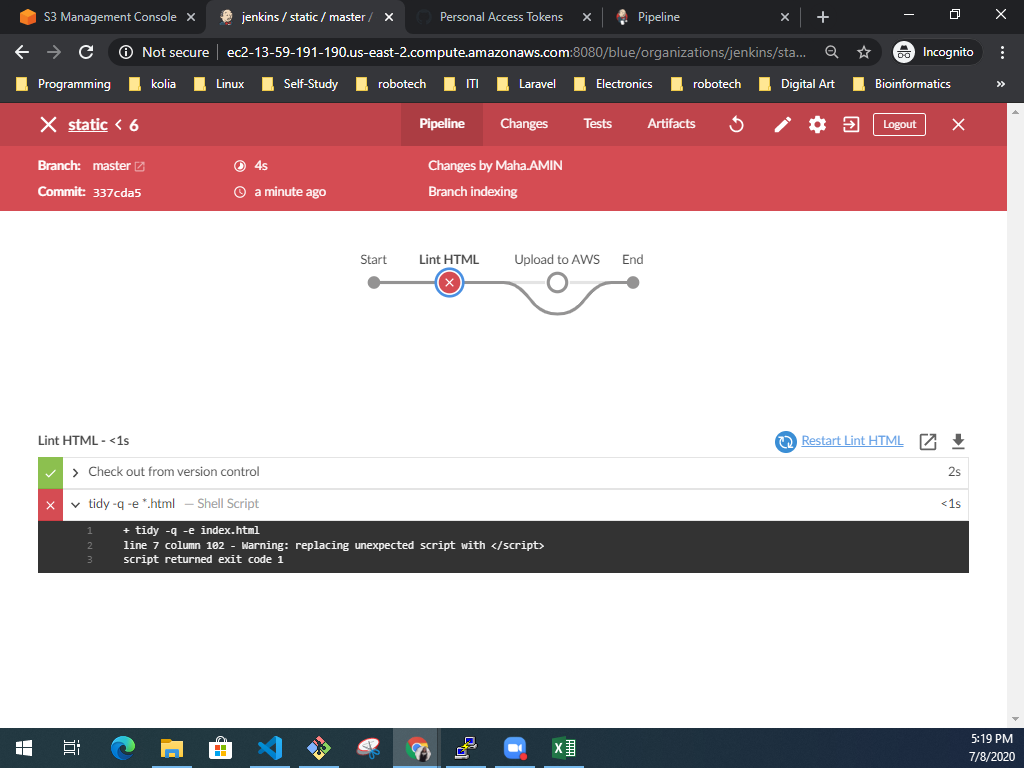 S3 Management Console
jenkins / static / master /
Personal Access Tokens
Pipeline
Not secure
ec2-13-59-191-190.us-east-2.compute.amazonaws.com:8080/blue/organizations/jenkins/sta...
Incognito
Programming
kolia
Linux
Self-Study
robotech
ITI
Laravel
Electronics
robotech
Digital Art
Bioinformatics
»
static < 6
Pipeline
Changes
Tests
Artifacts
Logout
Branch: master
4s
Changes by Maha.AMIN
Commit: 337cda5
a minute ago
Branch indexing
Start
Lint HTML
Upload to AWS
End
Lint HTML - <1s
Restart Lint HTML
Check out from version control
2s
tidy -q -e *.html — Shell Script
<1s
1 + tidy -q -e index.html
2 line 7 column 102 - Warning: replacing unexpected script with </script>
3 script returned exit code 1
5:19 PM
7/8/2020